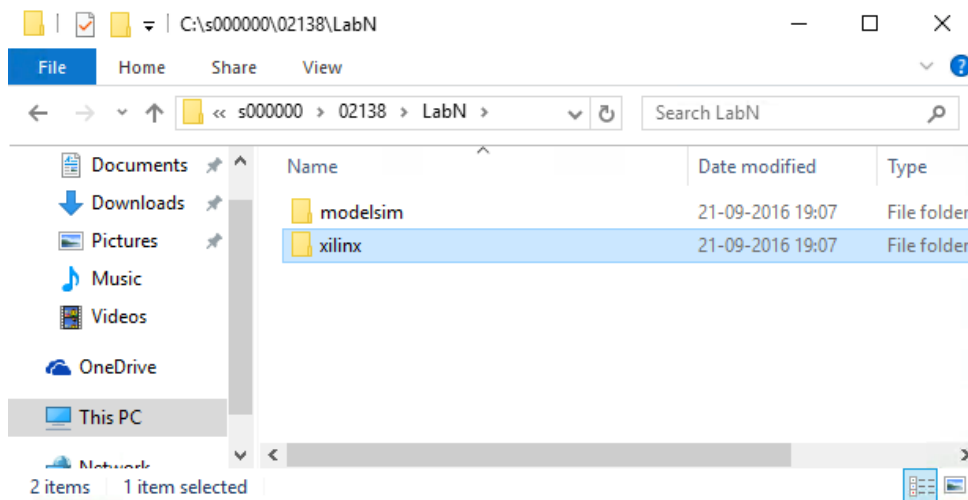 C:\s000000\02138\LabN
File Home Share View
« s000000 > 02138 > LabN >
Search LabN
Documents
Downloads
Pictures
Music
Videos
OneDrive
This PC
Network
Name Date modified Type
modelsim 21-09-2016 19:07 File folder
xilinx 21-09-2016 19:07 File folder
2 items 1 item selected